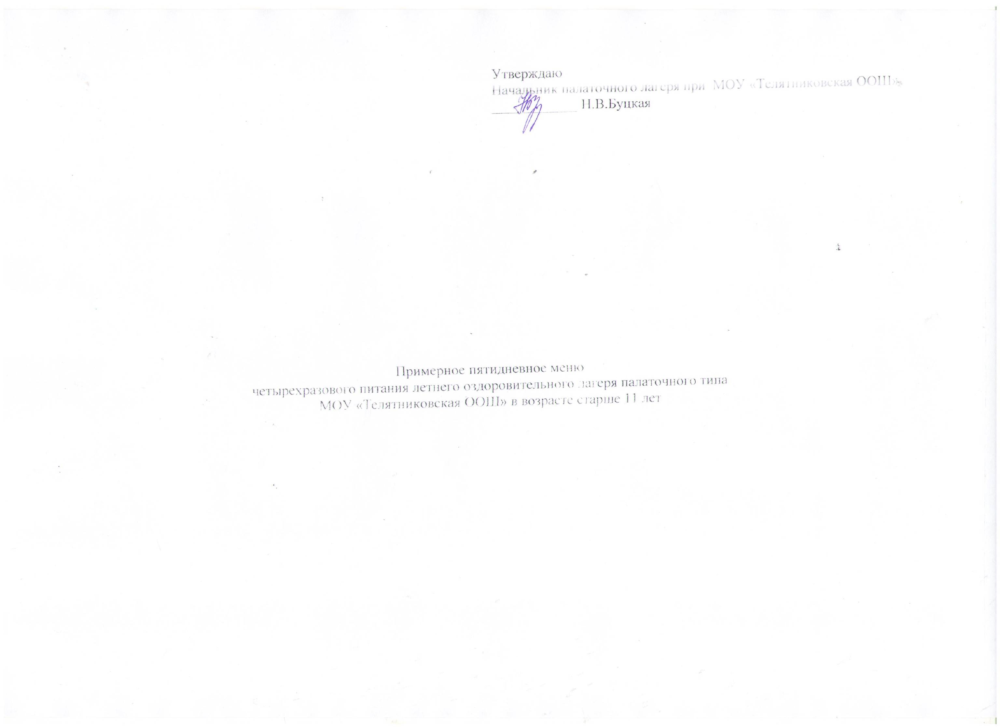 Утверждаю
Начальник палаточного лагеря при МОУ «Телятниковская ООШ»
Н.В.Буцкая
Примерное пятидневное меню
четырехразового питания летнего оздоровительного лагеря палаточного типа
МОУ «Телятниковская ООШ» в возрасте старше 11 лет